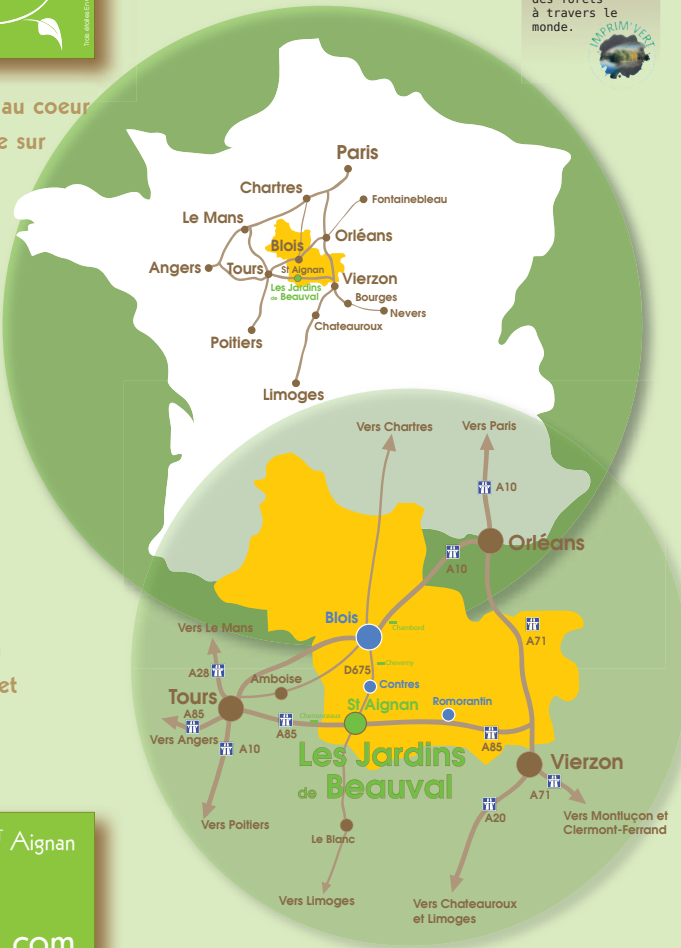 des forêts
à travers le
monde.
IMPRIM'VERT
au coeur
e sur
Paris
Chartres
Fontainebleau
Le Mans
Orléans
Blois
Angers
Tours
St Aignan
Vierzon
Les Jardins
de Beauval
Bourges
Nevers
Chateauroux
Poitiers
Limoges
Vers Chartres
Vers Paris
A10
Orléans
A10
Blois
Chambord
Vers Le Mans
A71
Cheverny
D675
A28
Amboise
Contres
et
Tours
St Aignan
Romorantin
A85
Chenonceaux
A85
A85
Vers Angers
A10
Les Jardins
de Beauval
Vierzon
A71
A20
Vers Poitiers
Vers Montluçon et
Clermont-Ferrand
Le Blanc
T Aignan
Vers Limoges
Vers Chateauroux
et Limoges
com